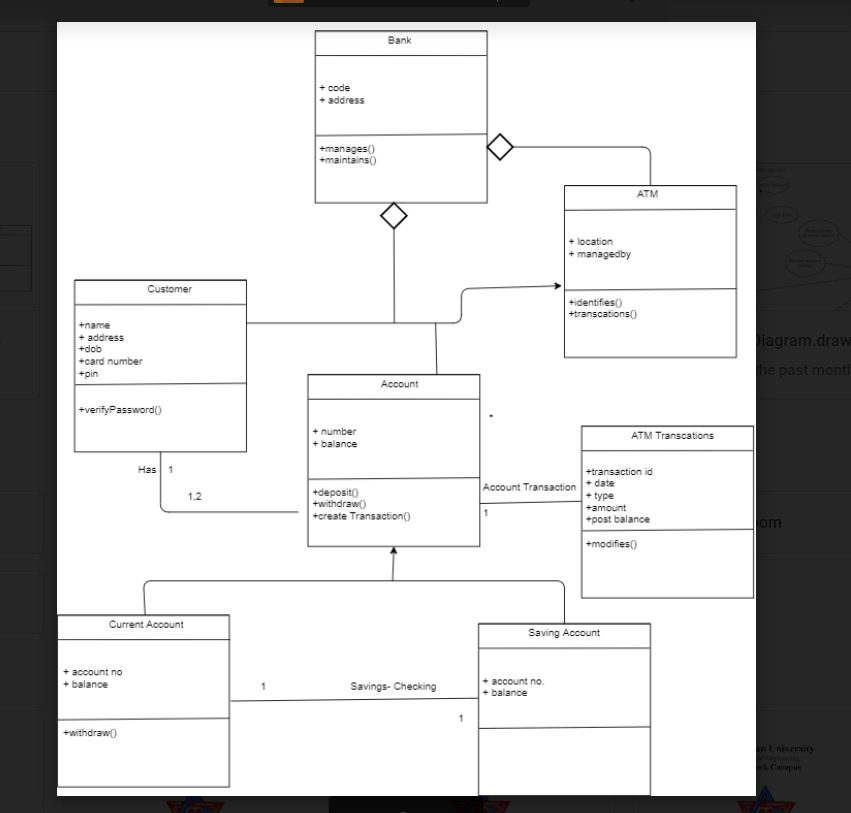 Bank
+ code
+ address
+manages()
+maintains()
ATM
+ location
+ managedby
+identifies()
+transcations()
Customer
+name
+ address
+dob
+card number
+pin
+verifyPassword()
Has
1
1,2
Account
+ number
+ balance
+deposit()
+withdraw()
+create Transaction()
*
Account Transaction
1
ATM Transcations
+transaction id
+ date
+ type
+amount
+post balance
+modifies()
Current Account
+ account no
+ balance
+withdraw()
1
Savings- Checking
1
Saving Account
+ account no.
+ balance
Diagram.draw
the past month
oom
University
of Engineering
Campus